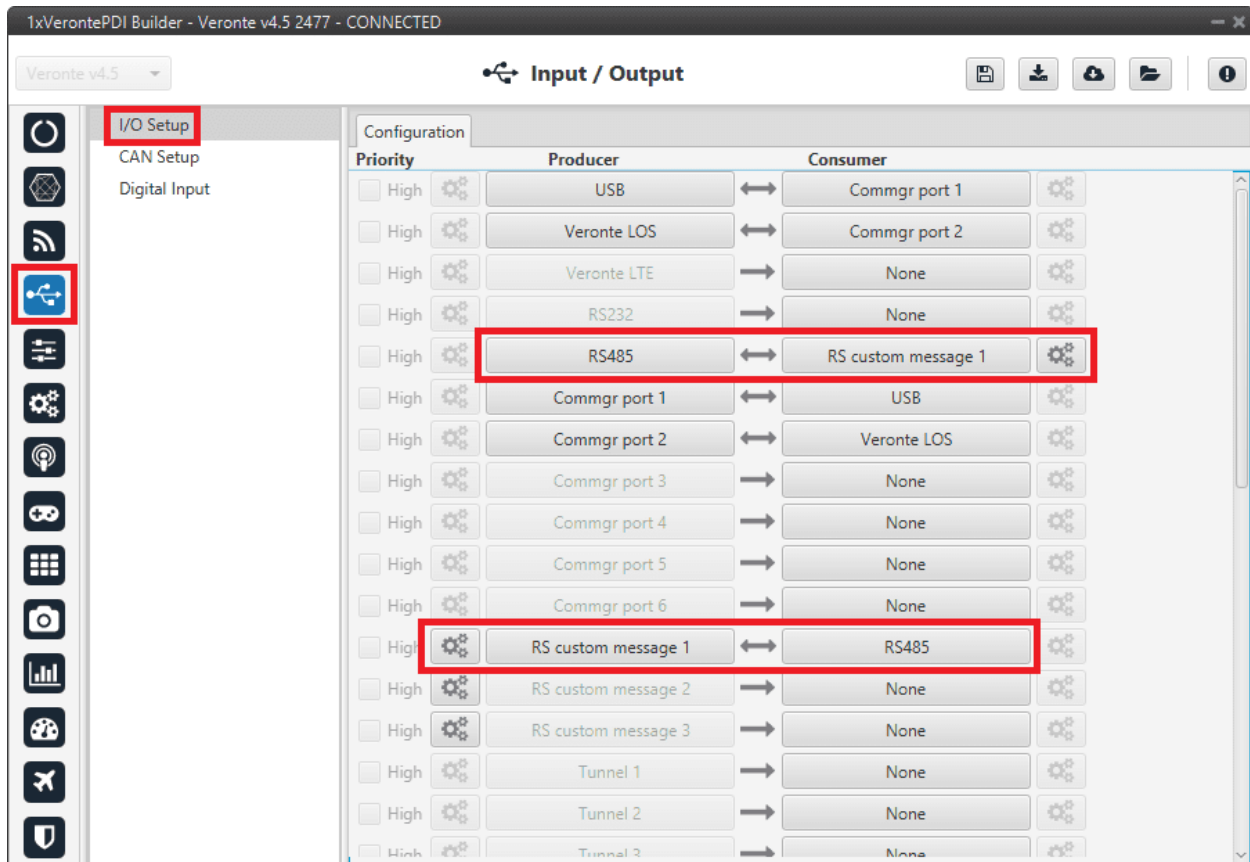 1xVerontePDI Builder - Veronte v4.5 2477 - CONNECTED
Veronte v4.5
Input / Output
I/O Setup
CAN Setup
Digital Input
Configuration
Priority Producer Consumer
High USB Commgr port 1
High Veronte LOS Commgr port 2
High Veronte LTE None
High RS232 None
High RS485 RS custom message 1
High Commgr port 1 USB
High Commgr port 2 Veronte LOS
High Commgr port 3 None
High Commgr port 4 None
High Commgr port 5 None
High Commgr port 6 None
High RS custom message 1 RS485
High RS custom message 2 None
High RS custom message 3 None
High Tunnel 1 None
High Tunnel 2 None
High Tunnel 3 None